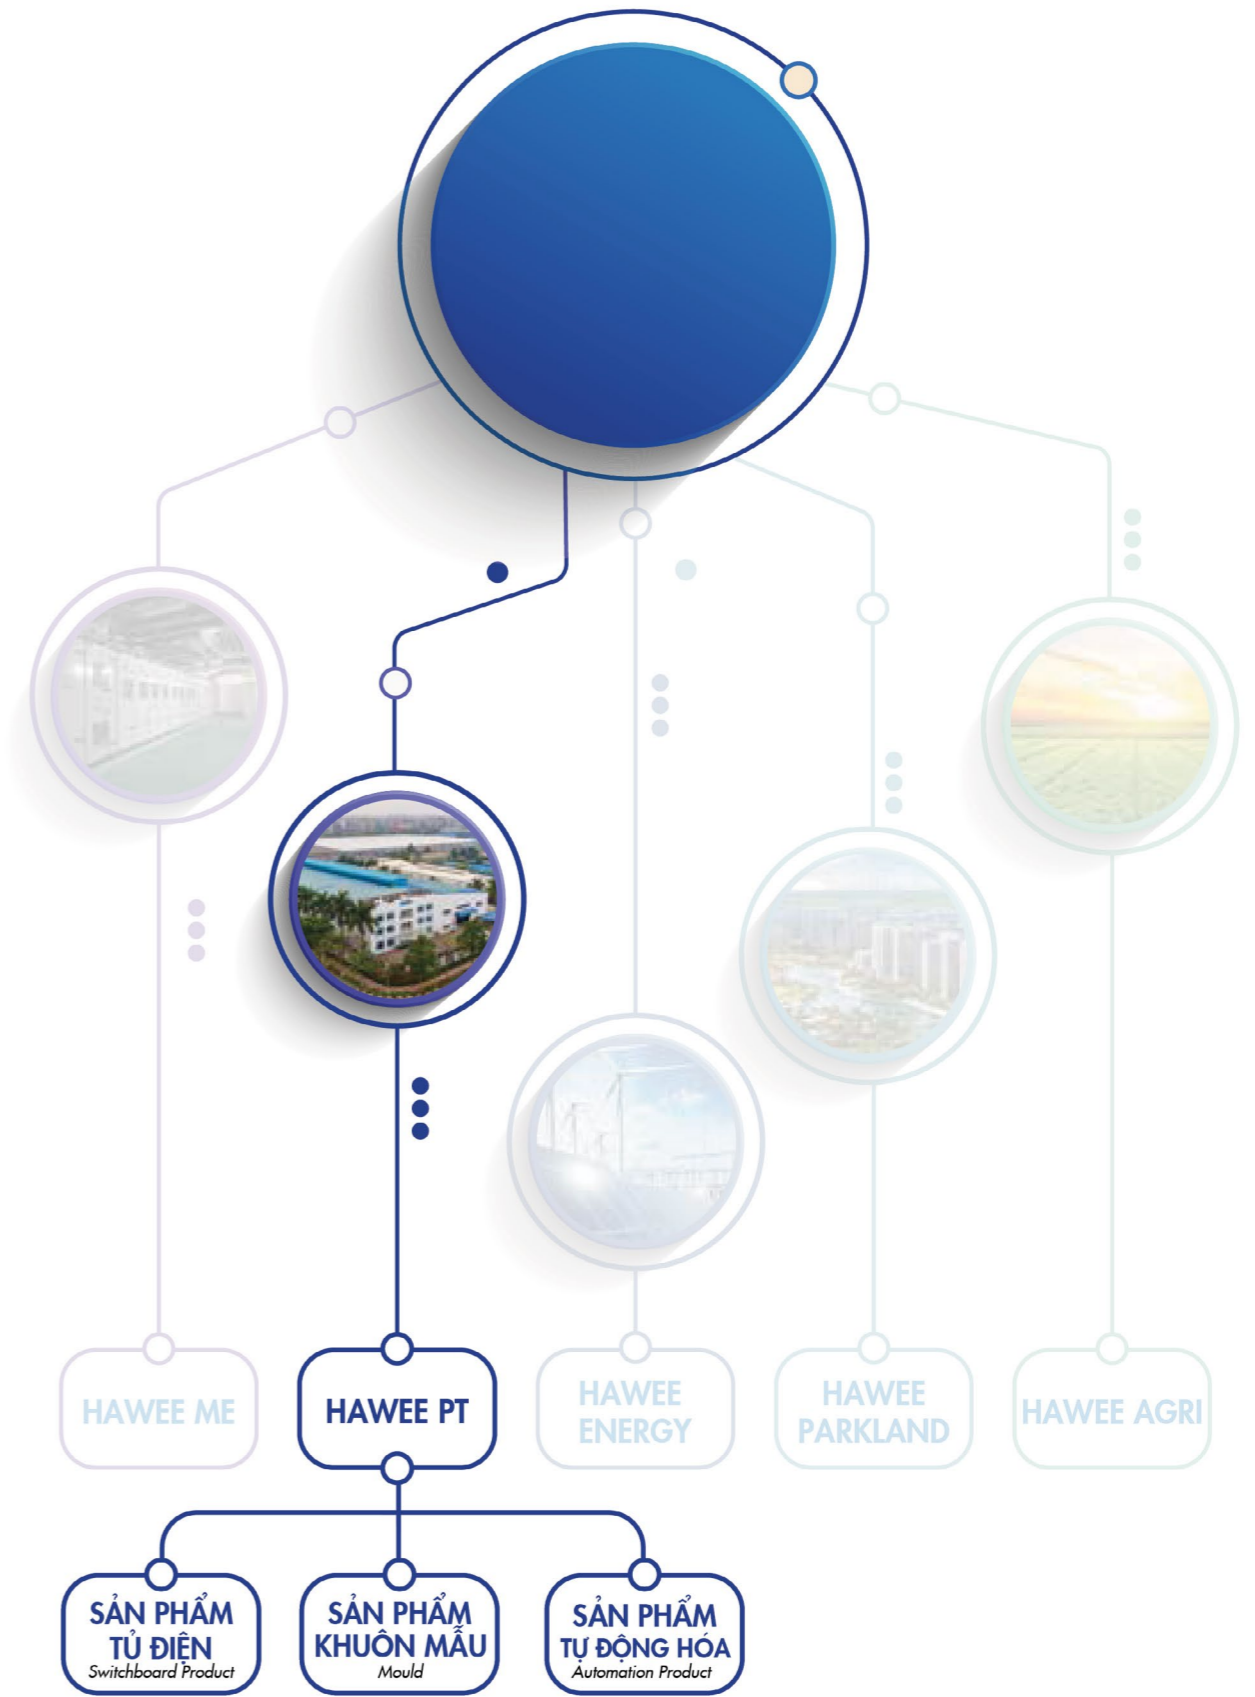 HAWEE ME
HAWEE PT
HAWEE
ENERGY
HAWEE
PARKLAND
HAWEE AGRI
SẢN PHẨM
TỦ ĐIỆN
Switchboard Product
SẢN PHẨM
KHUÔN MẪU
Mould
SẢN PHẨM
TỰ ĐỘNG HÓA
Automation Product